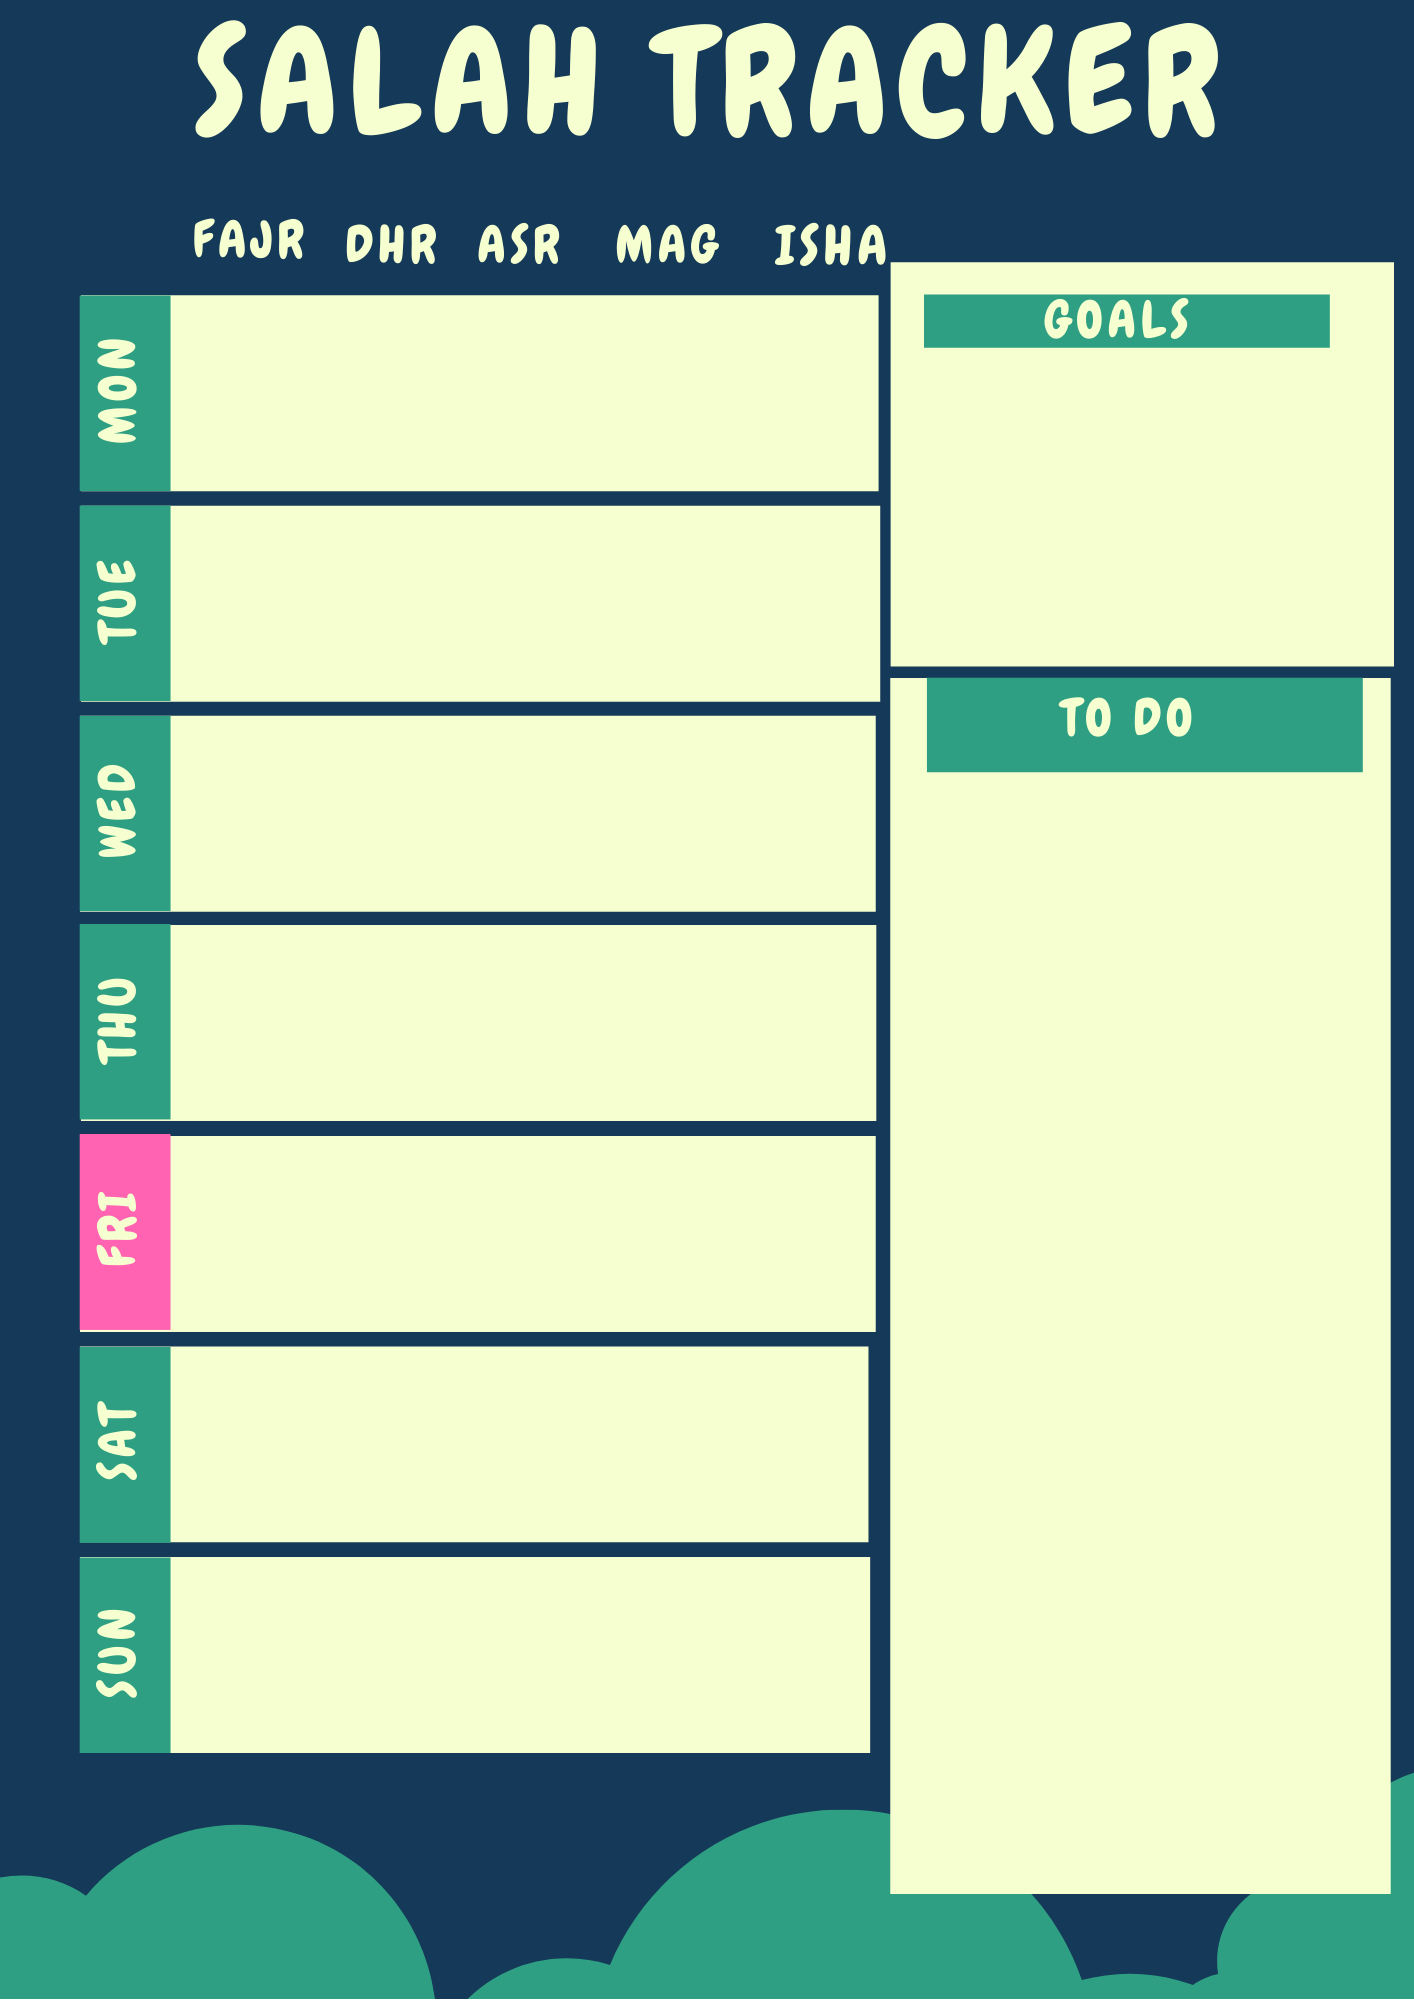 SALAH TRACKER
FAJR DHR ASR MAG ISHA
MON
TUE
WED
THU
FRI
SAT
SUN
GOALS
TO DO